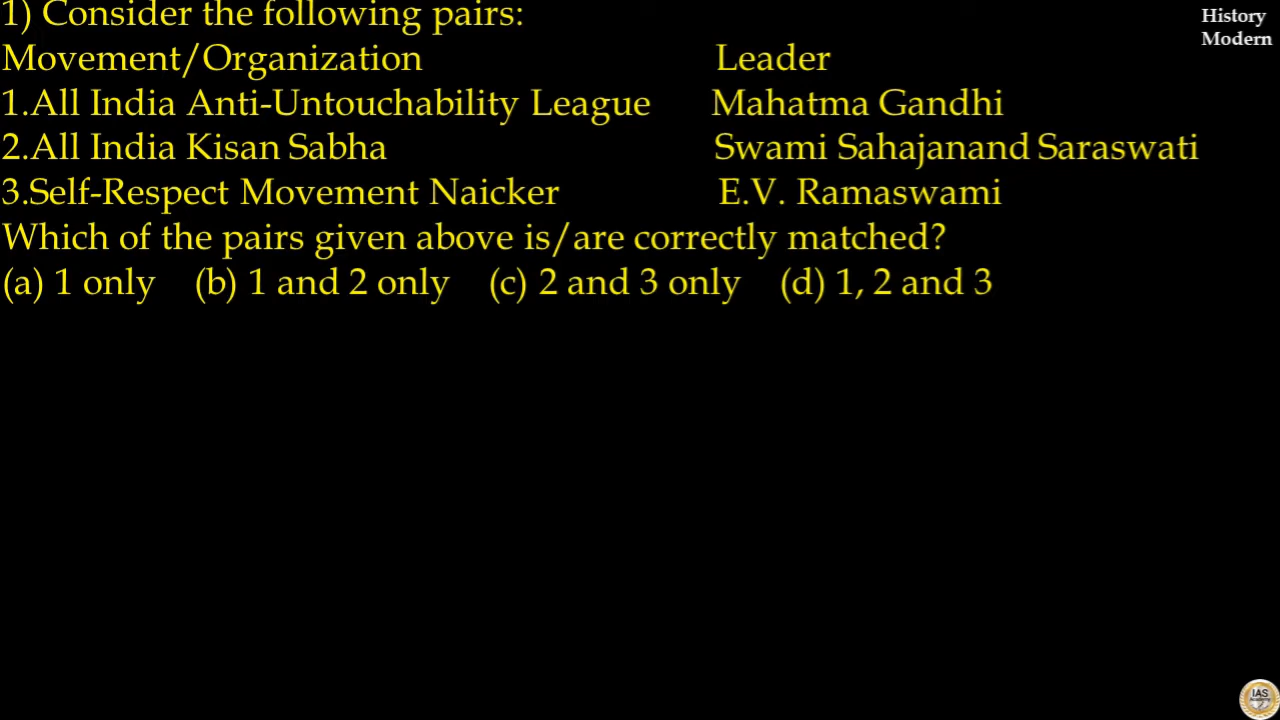 1) Consider the following pairs:
History
Modern
Movement/Organization Leader
1.All India Anti-Untouchability League Mahatma Gandhi
2.All India Kisan Sabha Swami Sahajanand Saraswati
3.Self-Respect Movement Naicker E.V. Ramaswami
Which of the pairs given above is/are correctly matched?
(a) 1 only (b) 1 and 2 only (c) 2 and 3 only (d) 1, 2 and 3
IAS
Academy